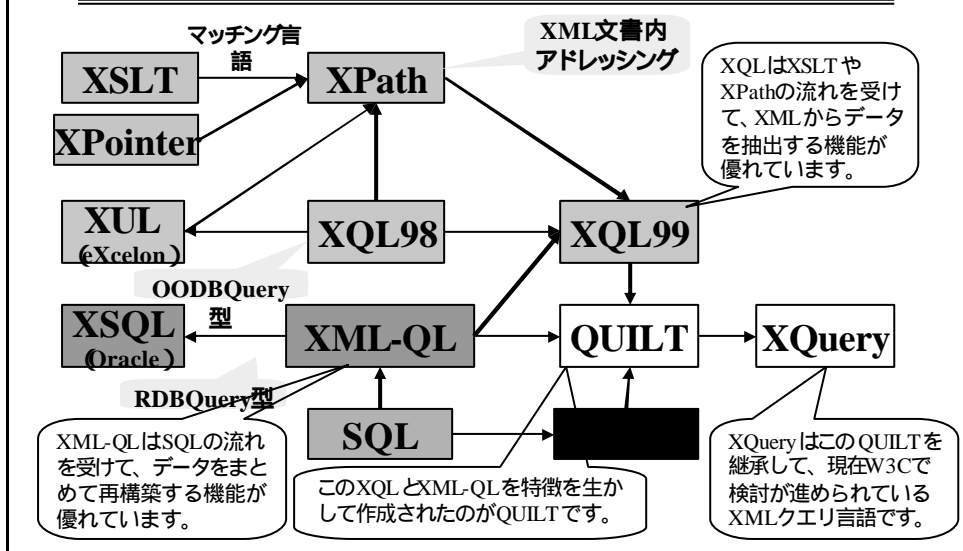 マッチング言
語
XML文書内
アドレッシング
XSLT
XPath
XPointer
XQLはXSLTや
XPathの流れを受け
て、XMLからデータ
を抽出する機能が
優れています。
XUL
(eXcelon)
XQL98
XQL99
OODBQuery
型
XSQL
(Oracle)
XML-QL
QUILT
XQuery
RDBQuery型
SQL
XML-QLはSQLの流れ
を受けて、データをまと
めて再構築する機能が
優れています。
このXQLとXML-QLを特徴を生か
して作成されたのがQUILTです。
XQueryはこのQUILTを
継承して、現在W3Cで
検討が進められている
XMLクエリ言語です。